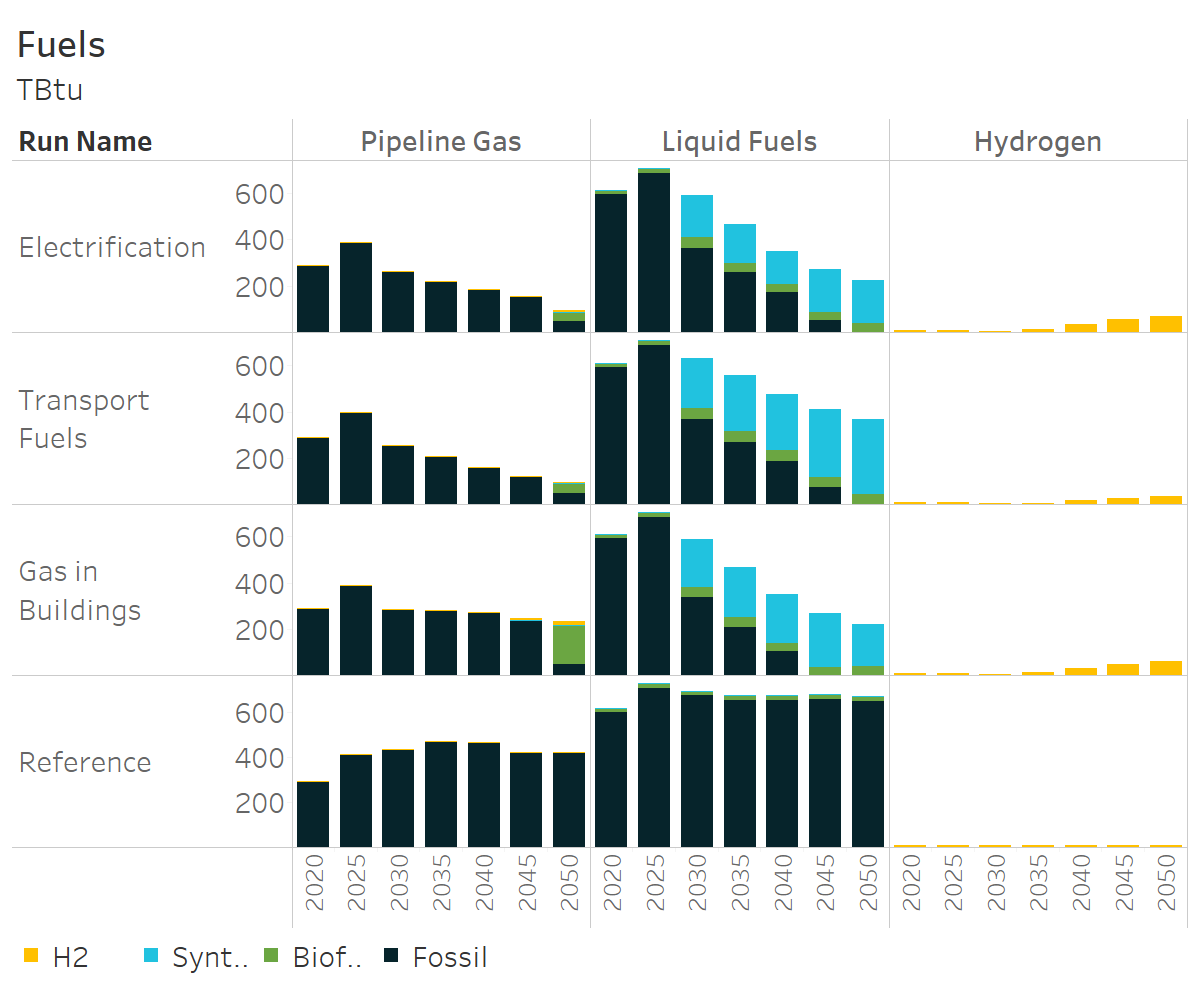 Fuels
TBtu
Run Name Pipeline Gas Liquid Fuels Hydrogen
Electrification
600
400
200
Transport
Fuels
600
400
200
Gas in
Buildings
600
400
200
Reference
600
400
200
2020 2025 2030 2035 2040 2045 2050 2020 2025 2030 2035 2040 2045 2050 2020 2025 2030 2035 2040 2045 2050
H2 Synt.. Biof.. Fossil